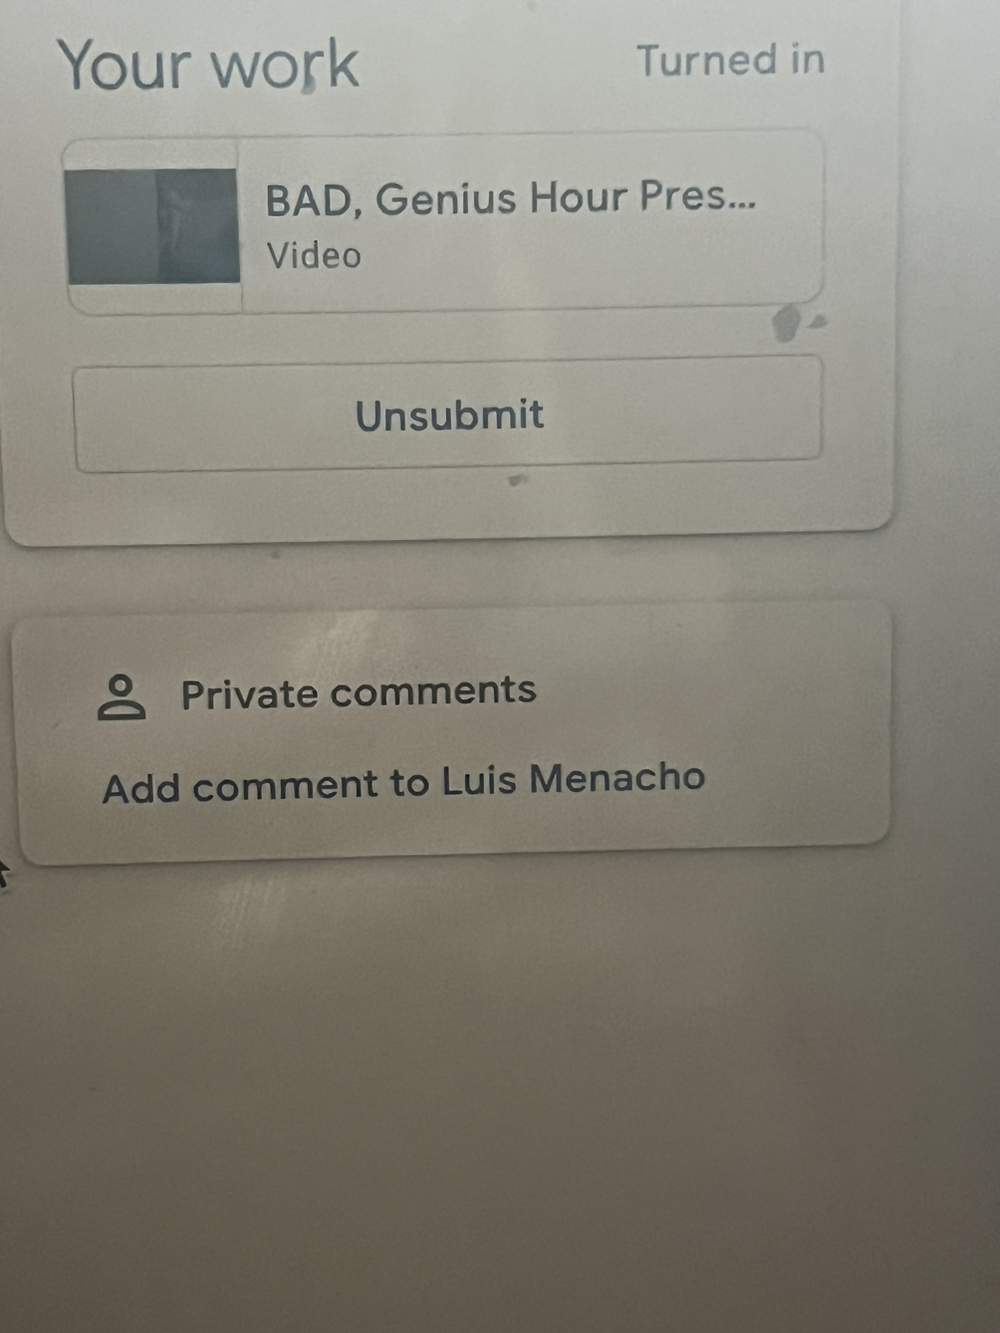 Your work
Turned in
BAD, Genius Hour Pres...
Video
Unsubmit
Private comments
Add comment to Luis Menacho